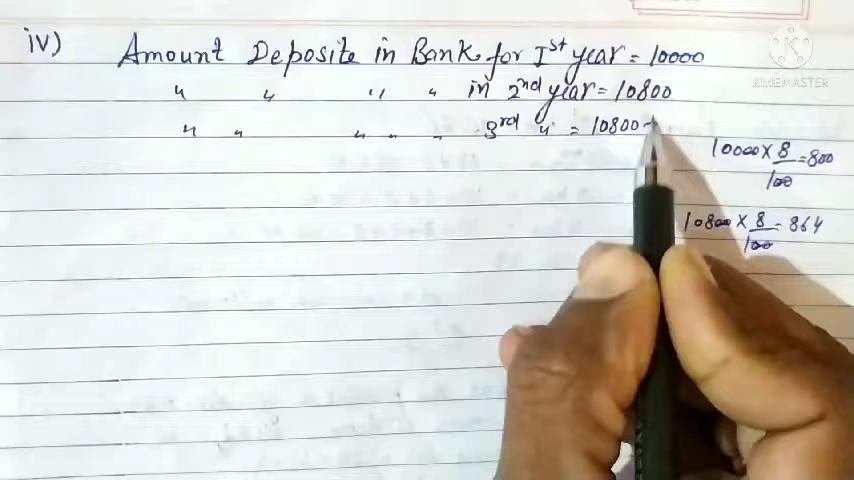 iv) Amount Deposite in Bank for Ist year = 10000
" " " " in 2nd year = 10800
" " " " " 3rd " = 10800
10000 × 8/100 = 800
10800 × 8/100 = 864
KINEMASTER